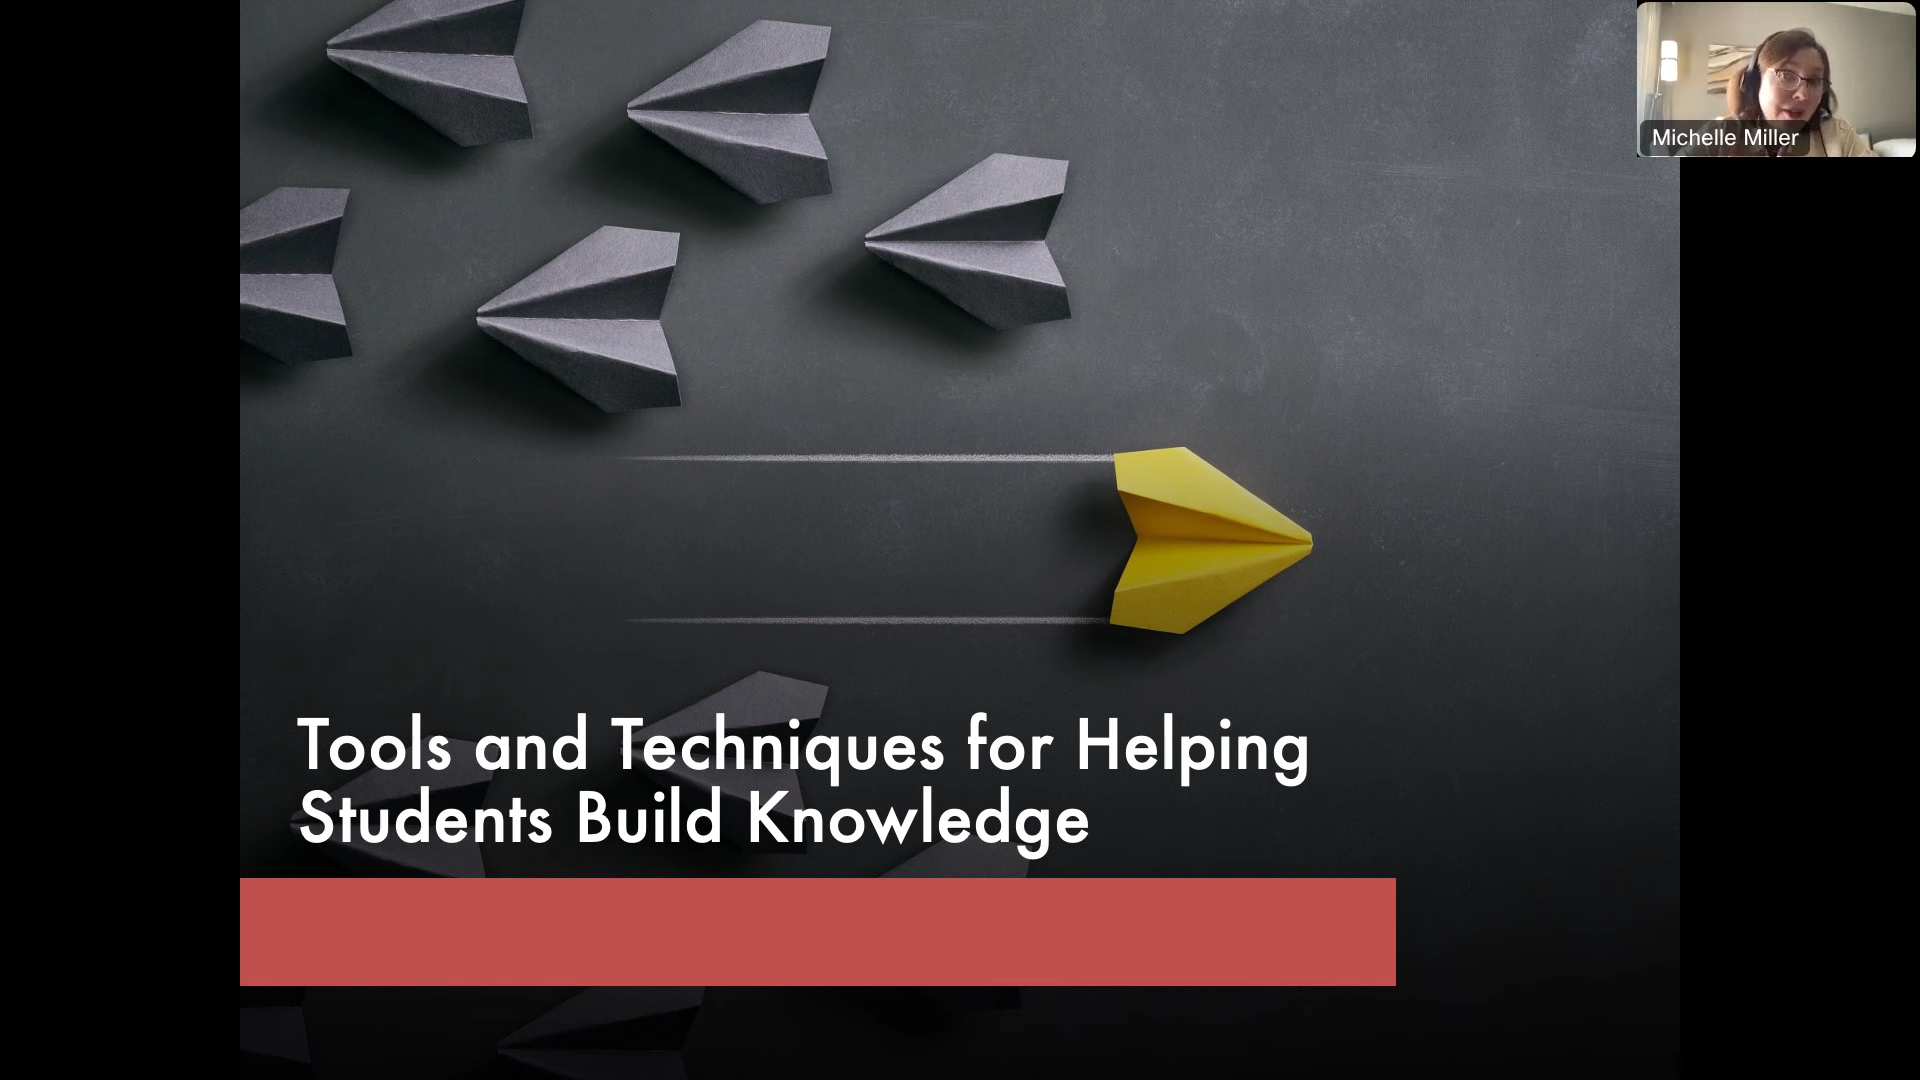 Michelle Miller
Tools and Techniques for Helping
Students Build Knowledge